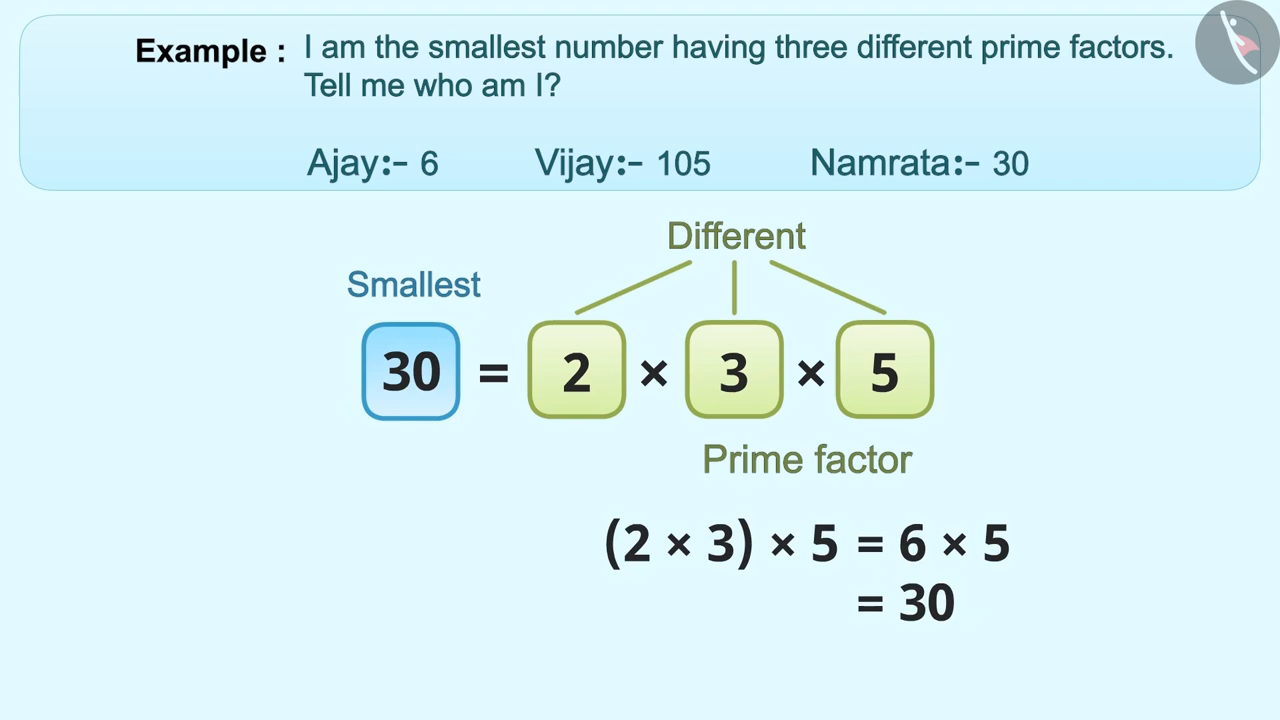 Example : I am the smallest number having three different prime factors.
Tell me who am I?
Ajay:- 6 Vijay:- 105 Namrata:- 30
Different
Smallest
30 = 2 × 3 × 5
Prime factor
(2 × 3) × 5 = 6 × 5
= 30